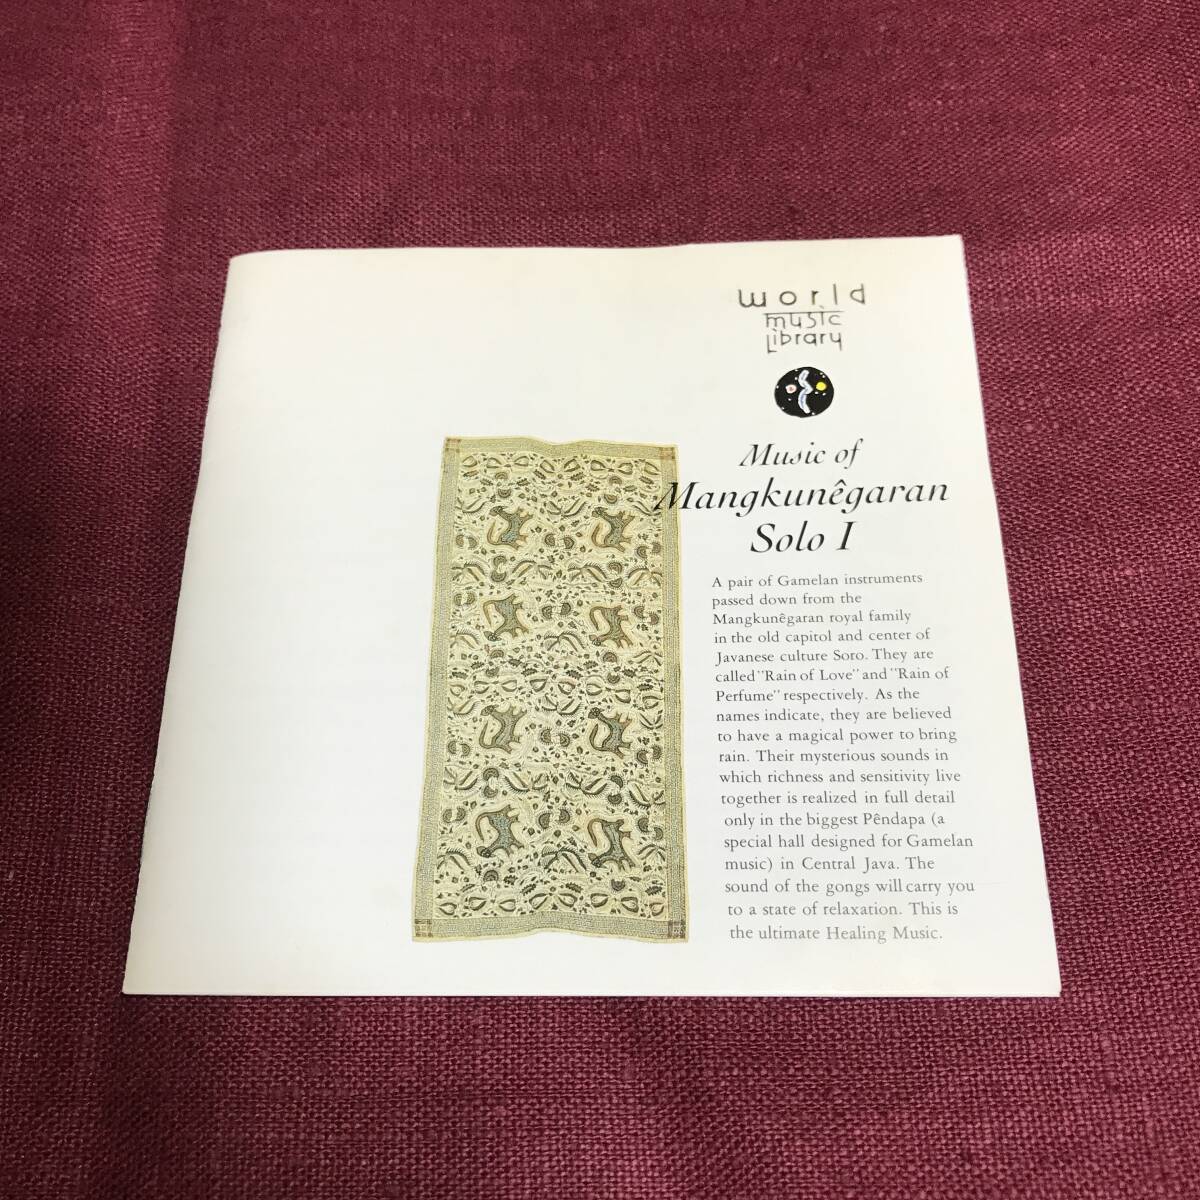 world
music
Library
Music of
Mangkunêgaran
Solo I
A pair of Gamelan instruments
passed down from the
Mangkunêgaran royal family
in the old capitol and center of
Javanese culture Soro. They are
called "Rain of Love" and "Rain of
Perfume" respectively. As the
names indicate, they are believed
to have a magical power to bring
rain. Their mysterious sounds in
which richness and sensitivity live
together is realized in full detail
only in the biggest Pêndapa (a
special hall designed for Gamelan
music) in Central Java. The
sound of the gongs will carry you
to a state of relaxation. This is
the ultimate Healing Music.